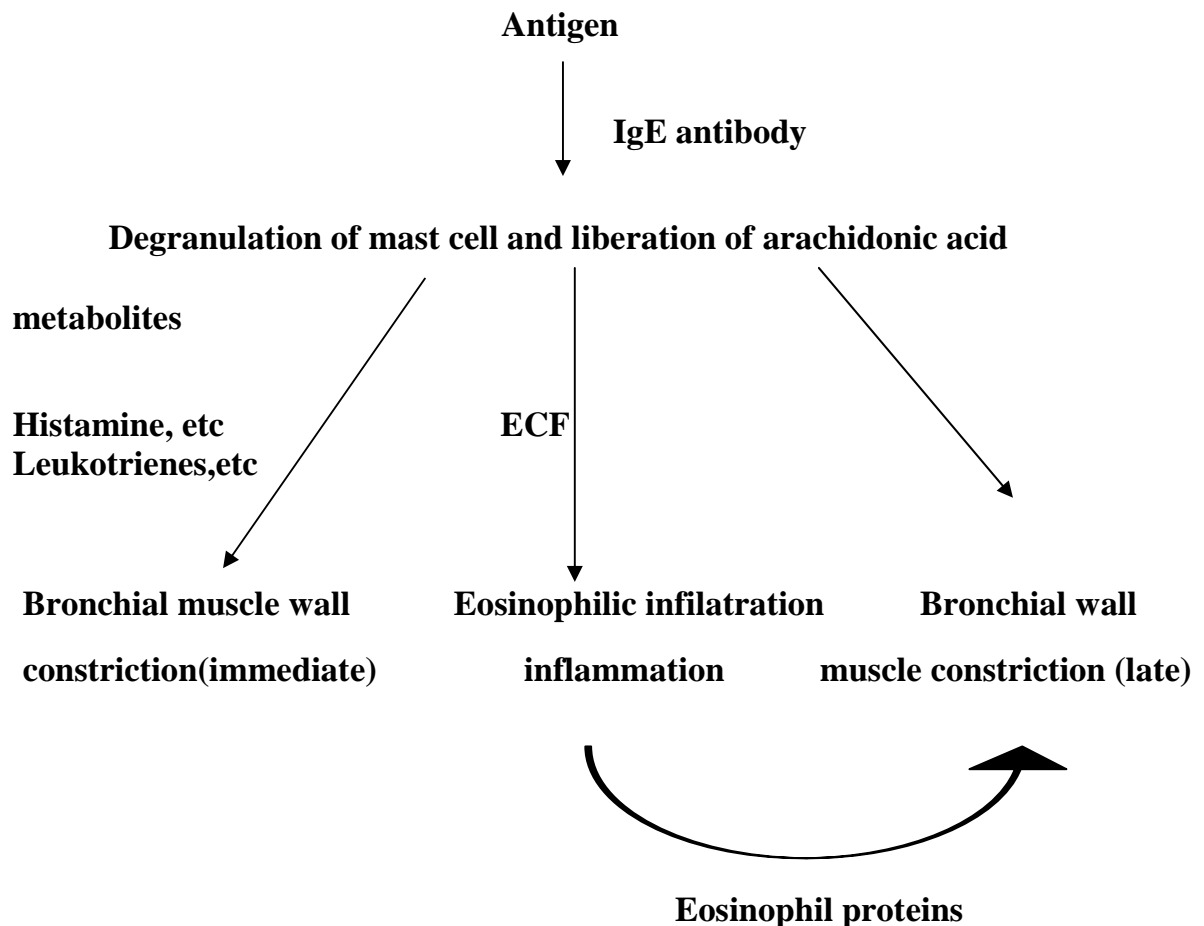 Antigen
IgE antibody
Degranulation of mast cell and liberation of arachidonic acid
metabolites
Histamine, etc
Leukotrienes,etc
ECF
Bronchial muscle wall
constriction(immediate)
Eosinophilic infilatration
inflammation
Bronchial wall
muscle constriction (late)
Eosinophil proteins